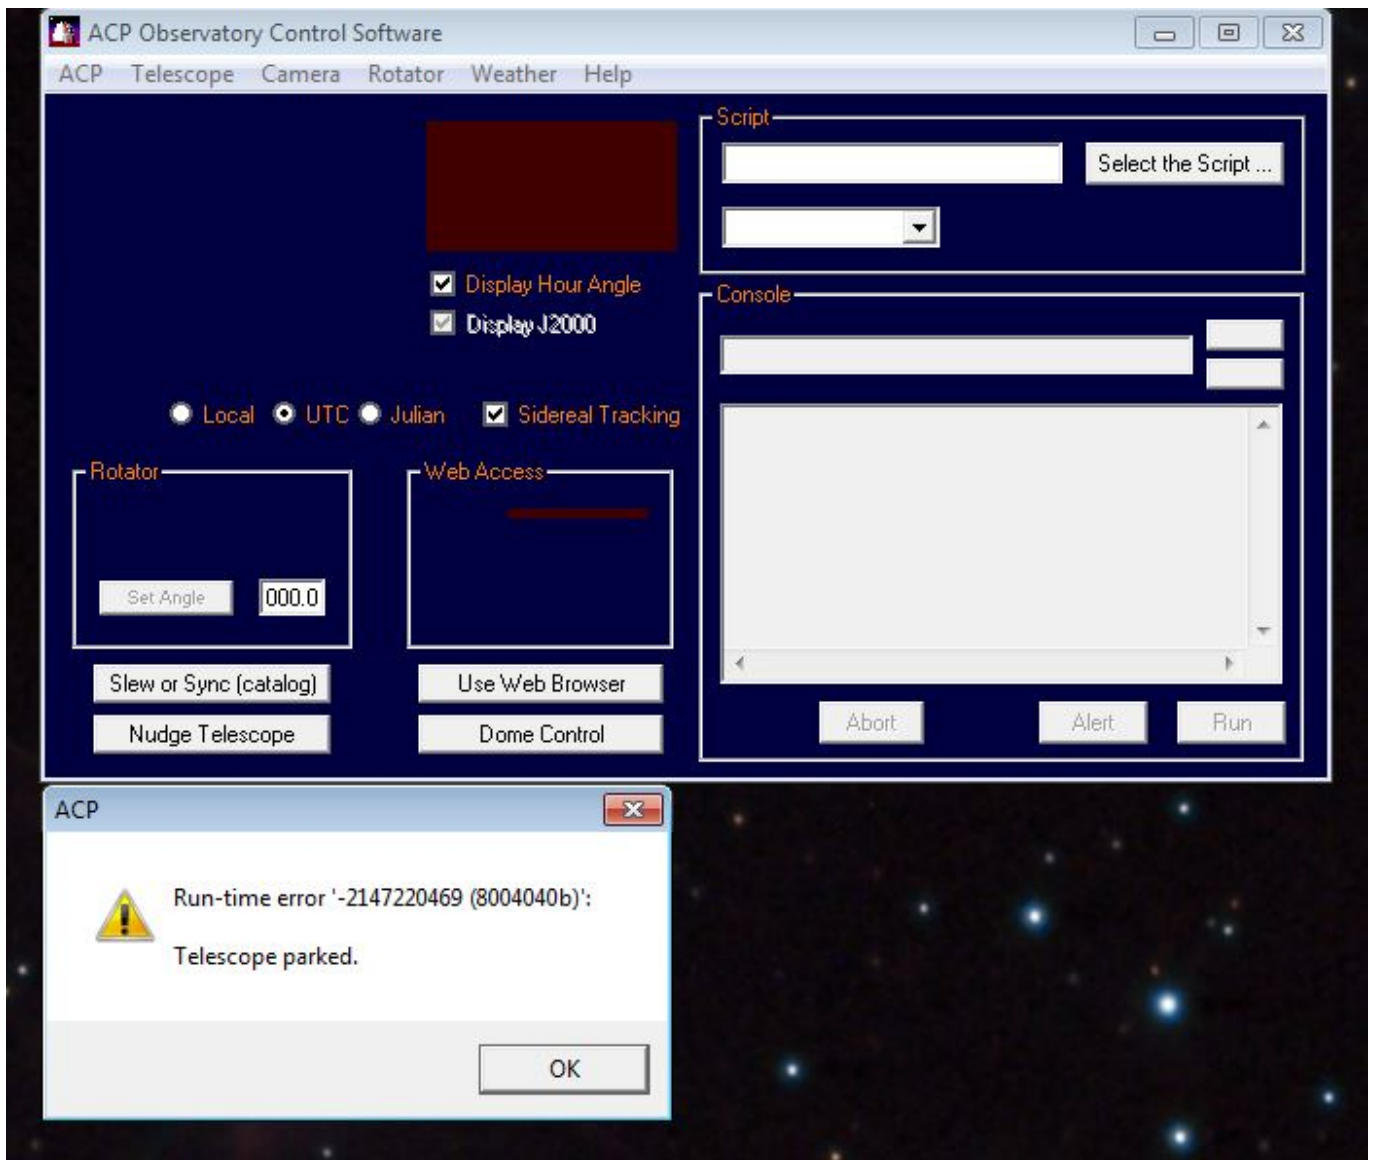 ACP Observatory Control Software
ACP Telescope Camera Rotator Weather Help
Script
Select the Script ...
Display Hour Angle
Display J2000
Console
Local UTC Julian Sidereal Tracking
Rotator
Web Access
Set Angle 000.0
Slew or Sync (catalog)
Use Web Browser
Nudge Telescope
Dome Control
Abort Alert Run
ACP
Run-time error '-2147220469 (8004040b)':
Telescope parked.
OK